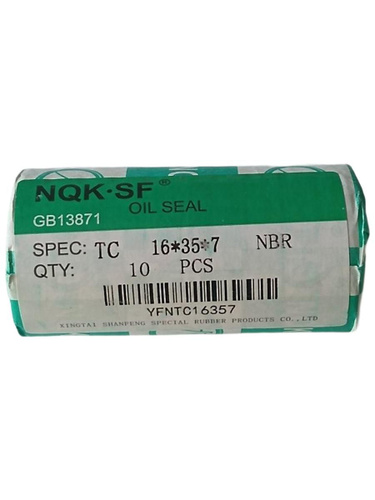 NQK·SF®
OIL SEAL
GB13871
SPEC: TC 16*35*7 NBR
QTY: 10 PCS
YFNTC16357
XINGTAI SHANFENG SPECIAL RUBBER PRODUCTS CO.,LTD